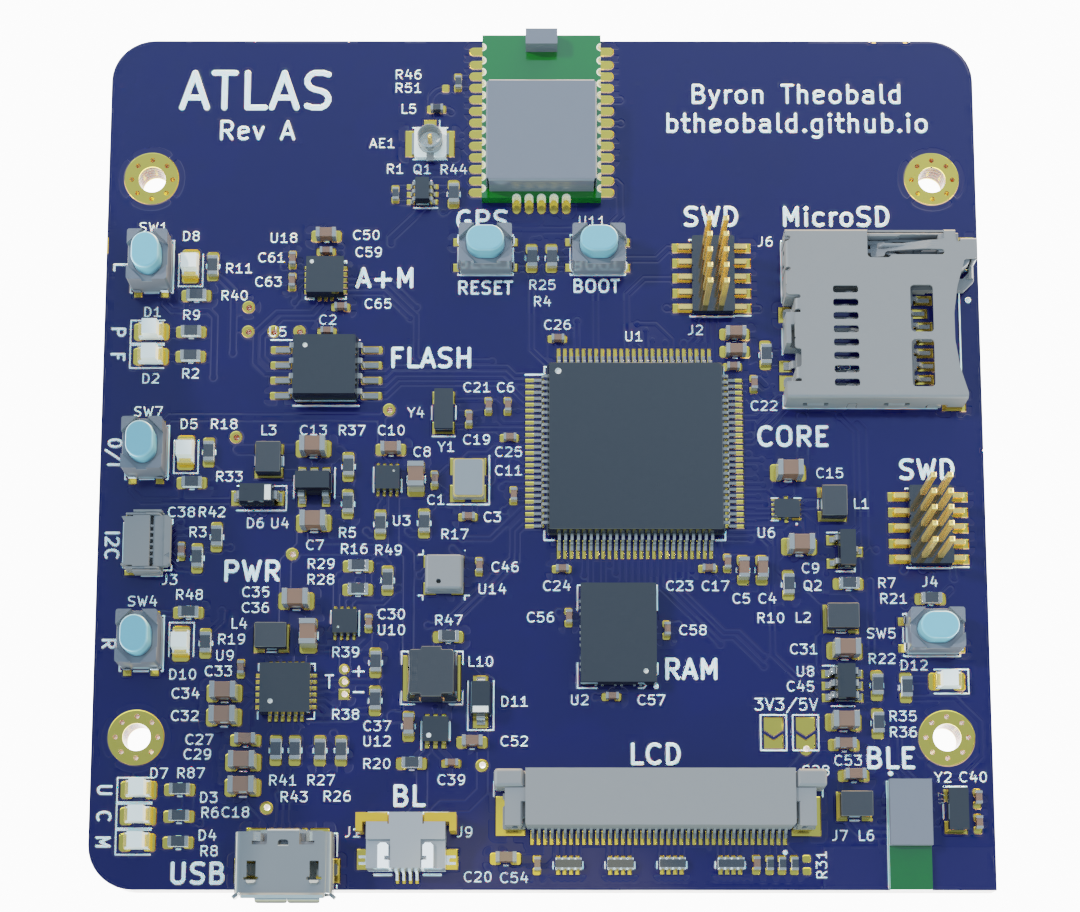 ATLAS
Rev A
R46
R51
L5
AE1
R1 Q1 R44
Byron Theobald
btheobald.github.io
GPS
U11
SWD
MicroSD
J6
SW1
D8
U18
C50
C59
C61
C63
A+M
C65
L
R11
R40
RESET
R25
R4
BOOT
J2
D1
R9
P
F
D2
R2
C2
FLASH
C26
U1
C22
CORE
SW7
D5
R18
O/I
R33
L3
C13
R37
C10
Y4
C21 C6
C19
Y1
C25
C8
C11
C1
C3
D6 U4
C7
R5
U3
R17
C15
L1
U6
SWD
I2C
C38
R42
R3
J3
PWR
R16
R49
R29
R28
C46
U14
C24
C23 C17
C5 C4
C9
Q2
R7
R21
J4
SW4
R48
C35
C36
R
R19
U9
L4
C30
U10
R39
R47
C56
C58
R10 L2
SW5
C31
R22
D12
D10
C33
C34
C32
T
+
−
R38
L10
D11
U2
C57
RAM
U8
C45
3V3/5V
R35
R36
C27
C29
C37
U12
R20
C52
C39
LCD
C53
BLE
Y2 C40
R41
R43
R27
R26
D7 R87
U
C
M
D3
R6
C18
D4
R8
USB
BL
J9
C20 C54
R31
J7 L6